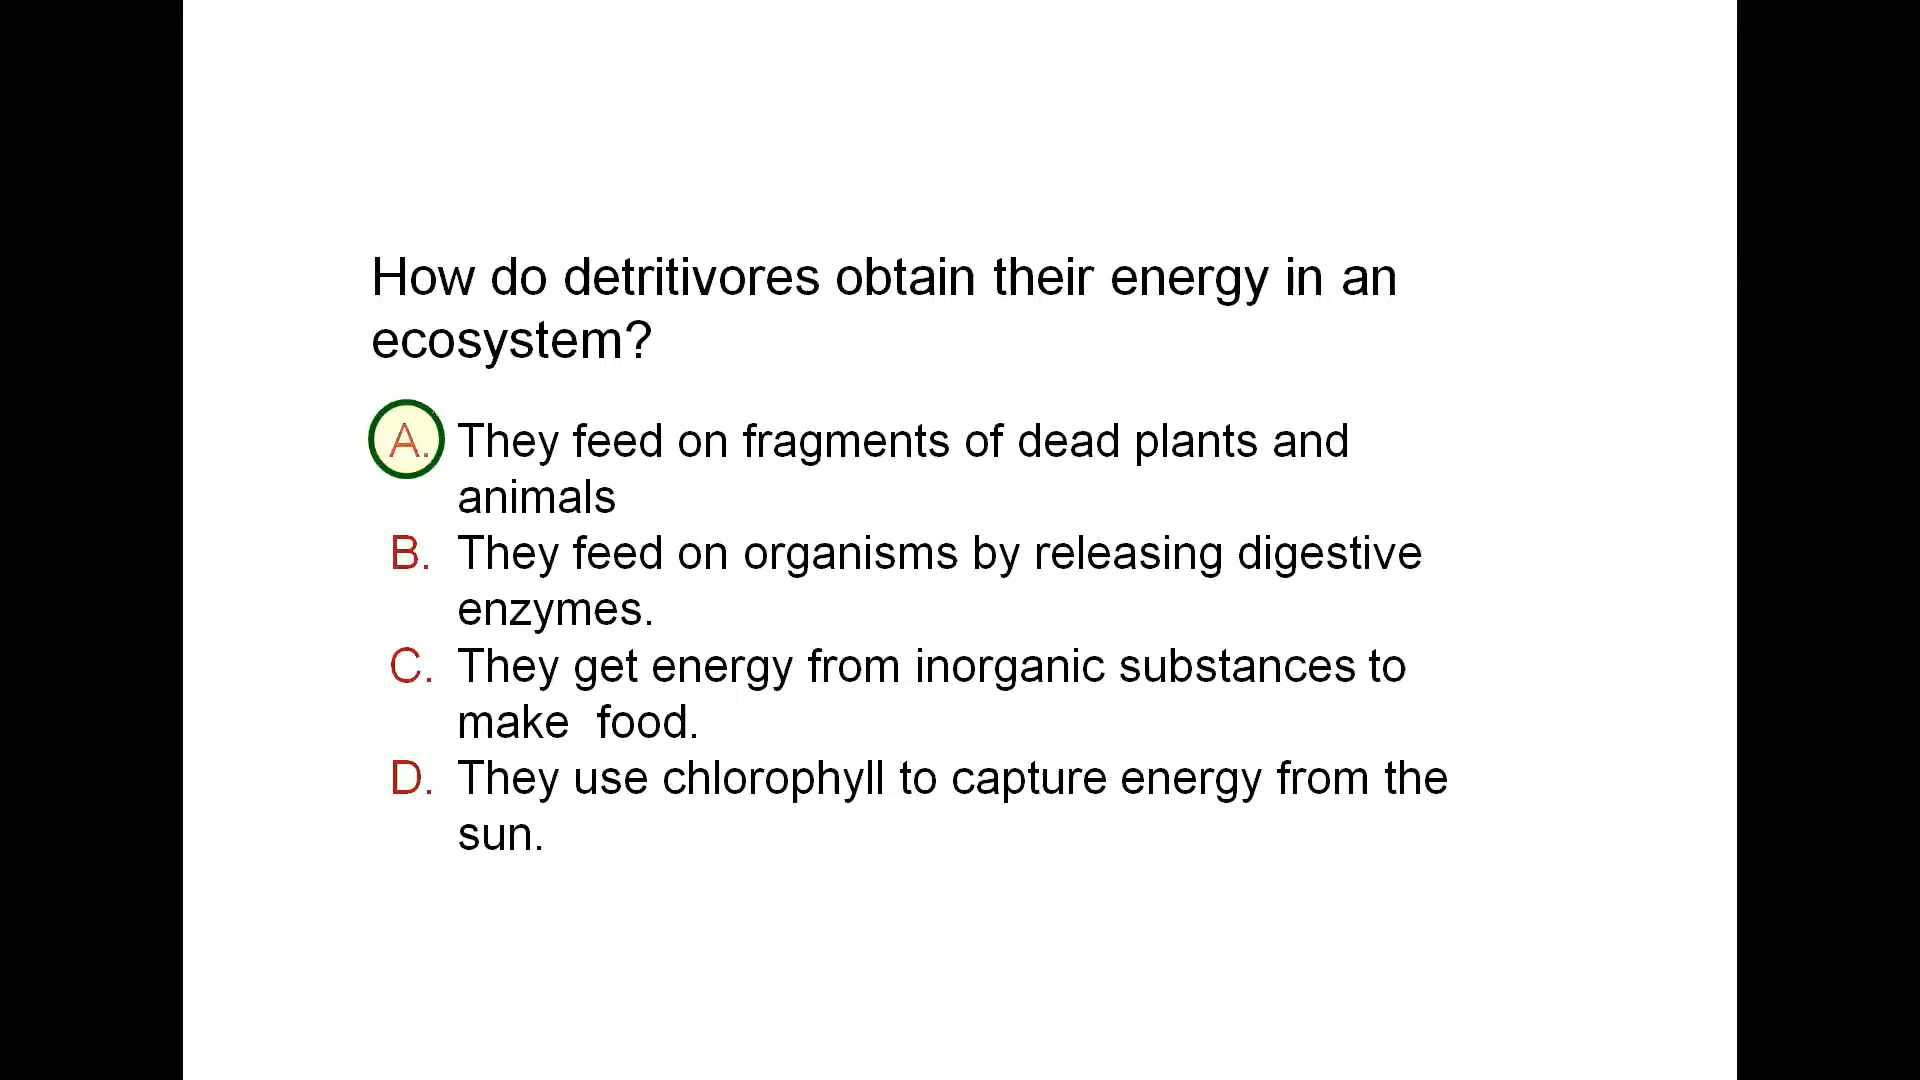 How do detritivores obtain their energy in an
ecosystem?
A. They feed on fragments of dead plants and
animals
B. They feed on organisms by releasing digestive
enzymes.
C. They get energy from inorganic substances to
make  food.
D. They use chlorophyll to capture energy from the
sun.